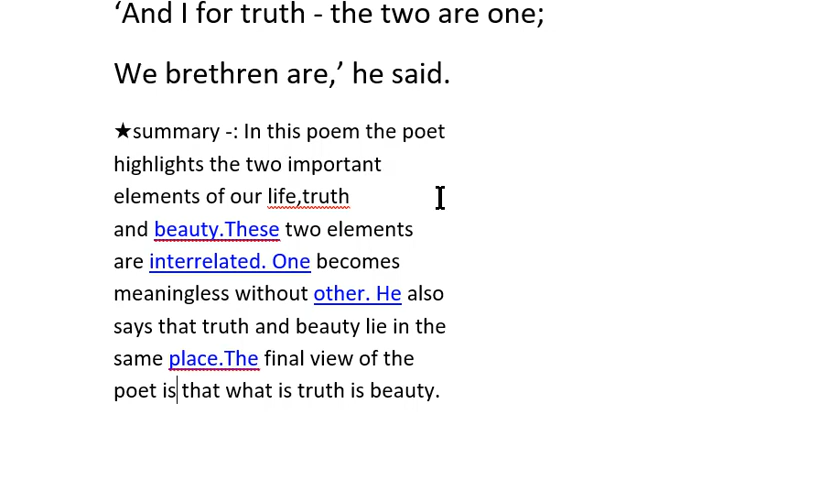 ‘And I for truth - the two are one;
We brethren are,’ he said.
★summary -: In this poem the poet
highlights the two important
elements of our life,truth
and beauty.These two elements
are interrelated. One becomes
meaningless without other. He also
says that truth and beauty lie in the
same place.The final view of the
poet is that what is truth is beauty.